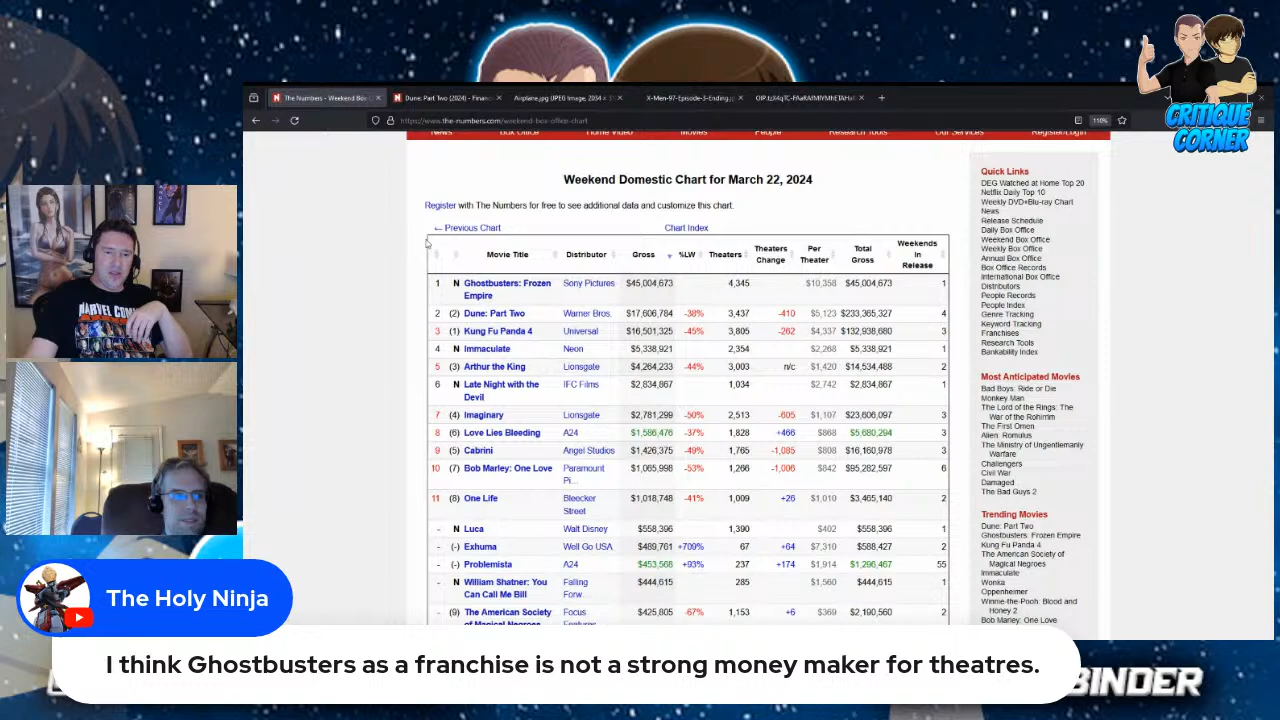 CRITIQUE
CORNER
The Numbers - Weekend Box
Dune: Part Two (2024) - Financ
Airplane.jpg (JPEG Image, 2054 ×
X-Men-97-Episode-3-Ending.jp
https://www.the-numbers.com/weekend-box-office-chart
110%
News Box Office Home Video Movies People Research Tools Our Services Register/Login
Weekend Domestic Chart for March 22, 2024
Register with The Numbers for free to see additional data and customize this chart.
← Previous Chart Chart Index
Movie Title Distributor Gross %LW Theaters Theaters Change Per Theater Total Gross Weekends In Release
1 N Ghostbusters: Frozen Empire Sony Pictures $45,004,673 4,345 $10,358 $45,004,673 1
2 (2) Dune: Part Two Warner Bros. $17,606,784 -38% 3,437 -410 $5,123 $233,365,327 4
3 (1) Kung Fu Panda 4 Universal $16,501,325 -45% 3,805 -262 $4,337 $132,938,680 3
4 N Immaculate Neon $5,338,921 2,354 $2,268 $5,338,921 1
5 (3) Arthur the King Lionsgate $4,264,233 -44% 3,003 n/c $1,420 $14,534,488 2
6 N Late Night with the Devil IFC Films $2,834,867 1,034 $2,742 $2,834,867 1
7 (4) Imaginary Lionsgate $2,781,299 -50% 2,513 -605 $1,107 $23,606,097 3
8 (6) Love Lies Bleeding A24 $1,586,476 -37% 1,828 +466 $868 $5,680,294 3
9 (5) Cabrini Angel Studios $1,426,375 -49% 1,765 -1,085 $808 $16,160,978 3
10 (7) Bob Marley: One Love Paramount Pi... $1,065,998 -53% 1,266 -1,006 $842 $95,282,597 6
11 (8) One Life Bleecker Street $1,018,748 -41% 1,009 +26 $1,010 $3,465,140 2
- N Luca Walt Disney $558,396 1,390 $402 $558,396 1
- (-) Exhuma Well Go USA $489,761 +709% 67 +64 $7,310 $588,427 2
- (-) Problemista A24 $453,568 +93% 237 +174 $1,914 $1,296,467 55
- N William Shatner: You Can Call Me Bill Falling Forw... $444,615 285 $1,560 $444,615 1
- (9) The American Society of Magical Negroes Focus Features $425,805 -67% 1,153 +6 $369 $2,190,560 2
Quick Links
DEG Watched at Home Top 20
Netflix Daily Top 10
Weekly DVD+Blu-ray Chart
News
Release Schedule
Daily Box Office
Weekend Box Office
Weekly Box Office
Annual Box Office
Box Office Records
International Box Office
Distributors
People Records
People Index
Genre Tracking
Keyword Tracking
Franchises
Research Tools
Bankability Index
Most Anticipated Movies
Bad Boys: Ride or Die
Monkey Man
The Lord of the Rings: The
War of the Rohirrim
The First Omen
Alien: Romulus
The Ministry of Ungentlemanly
Warfare
Challengers
Civil War
Damaged
The Bad Guys 2
Trending Movies
Dune: Part Two
Ghostbusters: Frozen Empire
Kung Fu Panda 4
The American Society of
Magical Negroes
Immaculate
Wonka
Oppenheimer
Winnie-the-Pooh: Blood and
Honey 2
Bob Marley: One Love
MARVEL COM
ANGEL
The Holy Ninja
I think Ghostbusters as a franchise is not a strong money maker for theatres.
BINDER